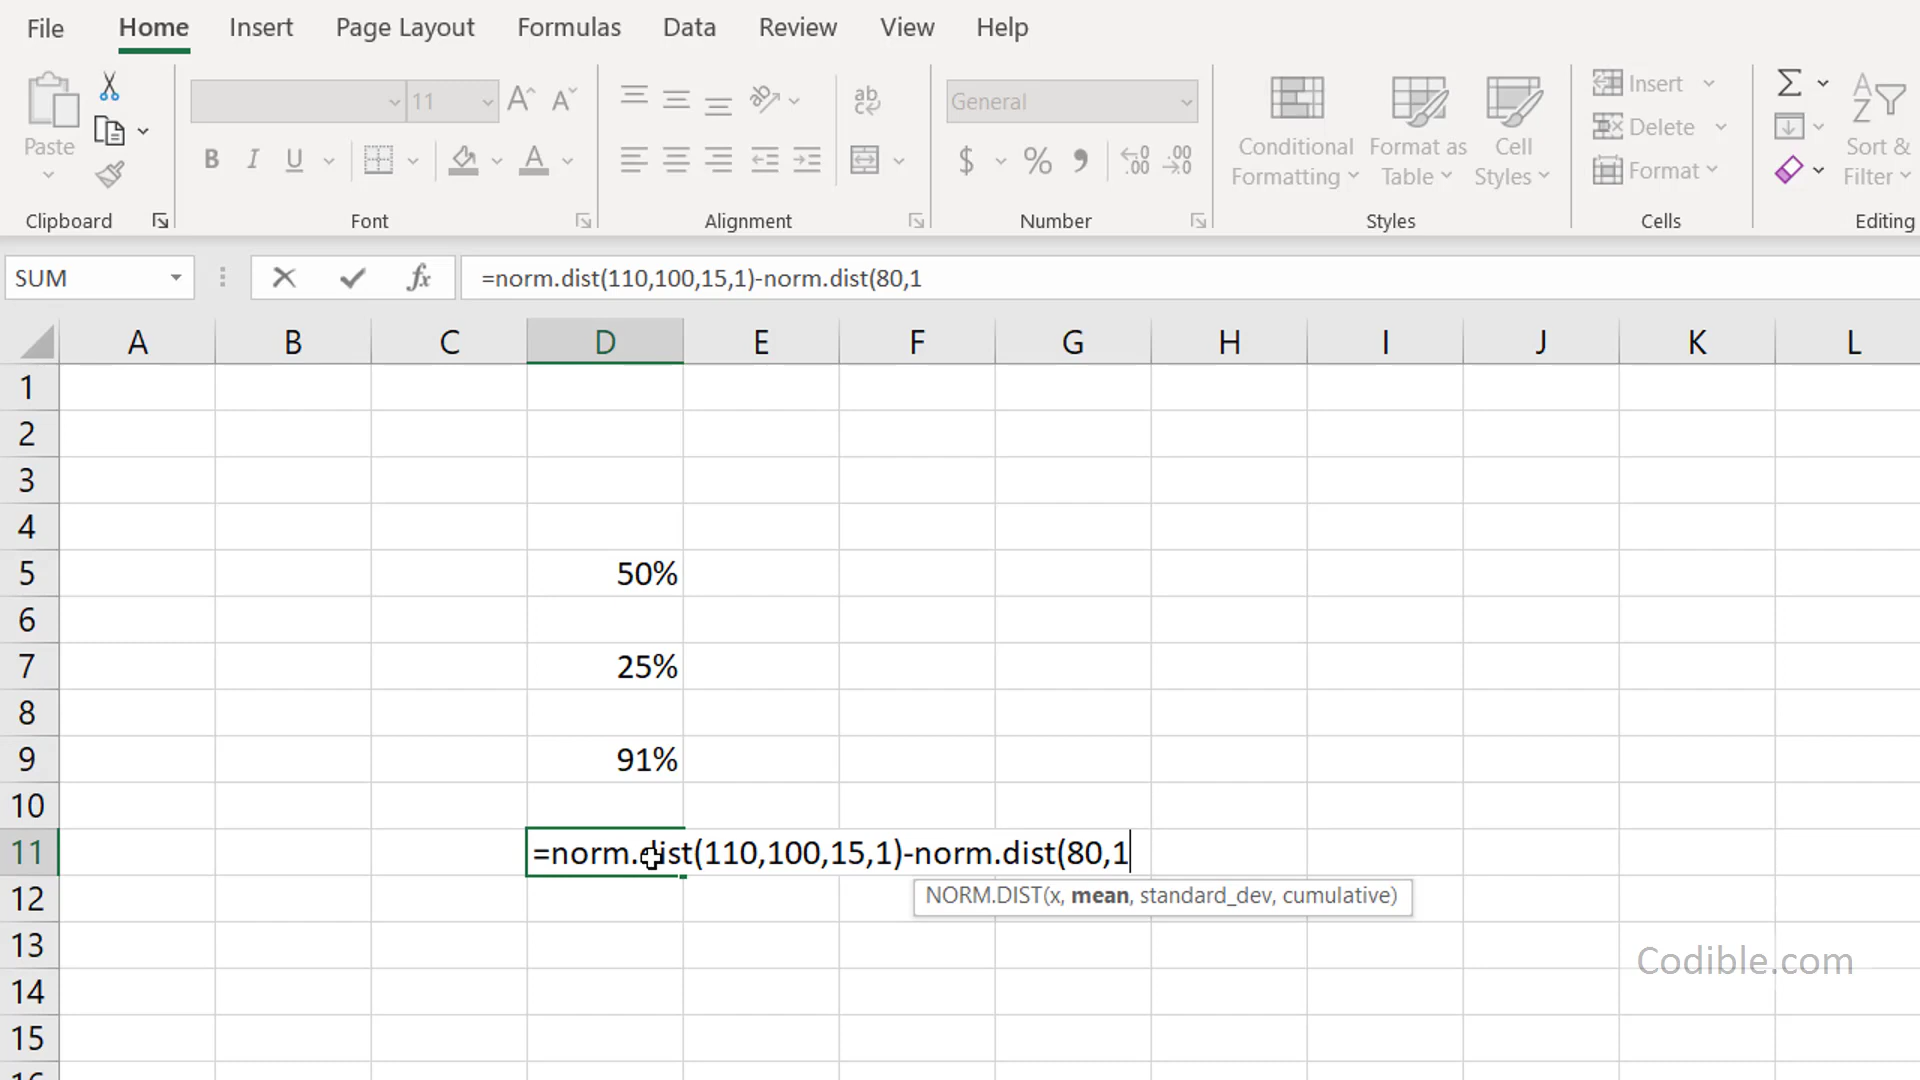 File Home Insert Page Layout Formulas Data Review View Help
Paste
Clipboard
11
B I U A
Font
ab
Alignment
General
$ % .00 .00
Number
Conditional Formatting
Format as Table
Cell Styles
Styles
Insert
Delete
Format
Cells
Sort & Filter
Editing
SUM fx =norm.dist(110,100,15,1)-norm.dist(80,1
A B C D E F G H I J K L
1
2
3
4
5 50%
6
7 25%
8
9 91%
10
11 =norm.dist(110,100,15,1)-norm.dist(80,1
12 NORM.DIST(x, mean, standard_dev, cumulative)
13
Codible.com
14
15
16